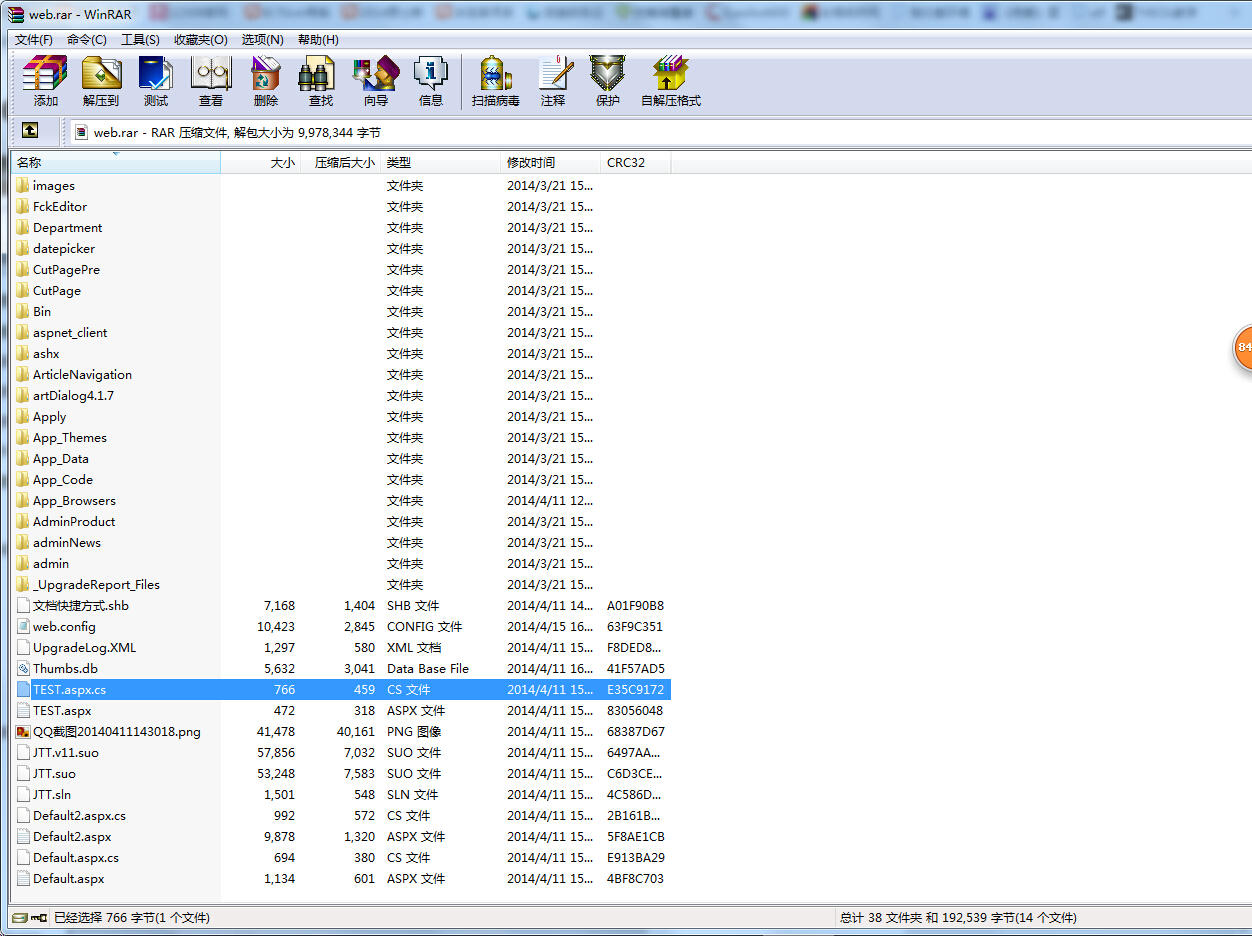 web.rar - WinRAR
文件(F) 命令(C) 工具(S) 收藏夹(O) 选项(N) 帮助(H)
添加 解压到 测试 查看 删除 查找 向导 信息 扫描病毒 注释 保护 自解压格式
web.rar - RAR 压缩文件, 解包大小为 9,978,344 字节
名称 大小 压缩后大小 类型 修改时间 CRC32
images 文件夹 2014/3/21 15...
FckEditor 文件夹 2014/3/21 15...
Department 文件夹 2014/3/21 15...
datepicker 文件夹 2014/3/21 15...
CutPagePre 文件夹 2014/3/21 15...
CutPage 文件夹 2014/3/21 15...
Bin 文件夹 2014/3/21 15...
aspnet_client 文件夹 2014/3/21 15...
ashx 文件夹 2014/3/21 15...
ArticleNavigation 文件夹 2014/3/21 15...
artDialog4.1.7 文件夹 2014/3/21 15...
Apply 文件夹 2014/3/21 15...
App_Themes 文件夹 2014/3/21 15...
App_Data 文件夹 2014/3/21 15...
App_Code 文件夹 2014/3/21 15...
App_Browsers 文件夹 2014/4/11 12...
AdminProduct 文件夹 2014/3/21 15...
adminNews 文件夹 2014/3/21 15...
admin 文件夹 2014/3/21 15...
_UpgradeReport_Files 文件夹 2014/3/21 15...
文档快捷方式.shb 7,168 1,404 SHB 文件 2014/4/11 14... A01F90B8
web.config 10,423 2,845 CONFIG 文件 2014/4/15 16... 63F9C351
UpgradeLog.XML 1,297 580 XML 文档 2014/4/11 15... F8DED8...
Thumbs.db 5,632 3,041 Data Base File 2014/4/11 16... 41F57AD5
TEST.aspx.cs 766 459 CS 文件 2014/4/11 15... E35C9172
TEST.aspx 472 318 ASPX 文件 2014/4/11 15... 83056048
QQ截图20140411143018.png 41,478 40,161 PNG 图像 2014/4/11 15... 68387D67
JTT.v11.suo 57,856 7,032 SUO 文件 2014/4/11 15... 6497AA...
JTT.suo 53,248 7,583 SUO 文件 2014/4/11 15... C6D3CE...
JTT.sln 1,501 548 SLN 文件 2014/4/11 15... 4C586D...
Default2.aspx.cs 992 572 CS 文件 2014/4/11 15... 2B161B...
Default2.aspx 9,878 1,320 ASPX 文件 2014/4/11 15... 5F8AE1CB
Default.aspx.cs 694 380 CS 文件 2014/4/11 15... E913BA29
Default.aspx 1,134 601 ASPX 文件 2014/4/11 15... 4BF8C703
84
已经选择 766 字节(1 个文件) 总计 38 文件夹 和 192,539 字节(14 个文件)